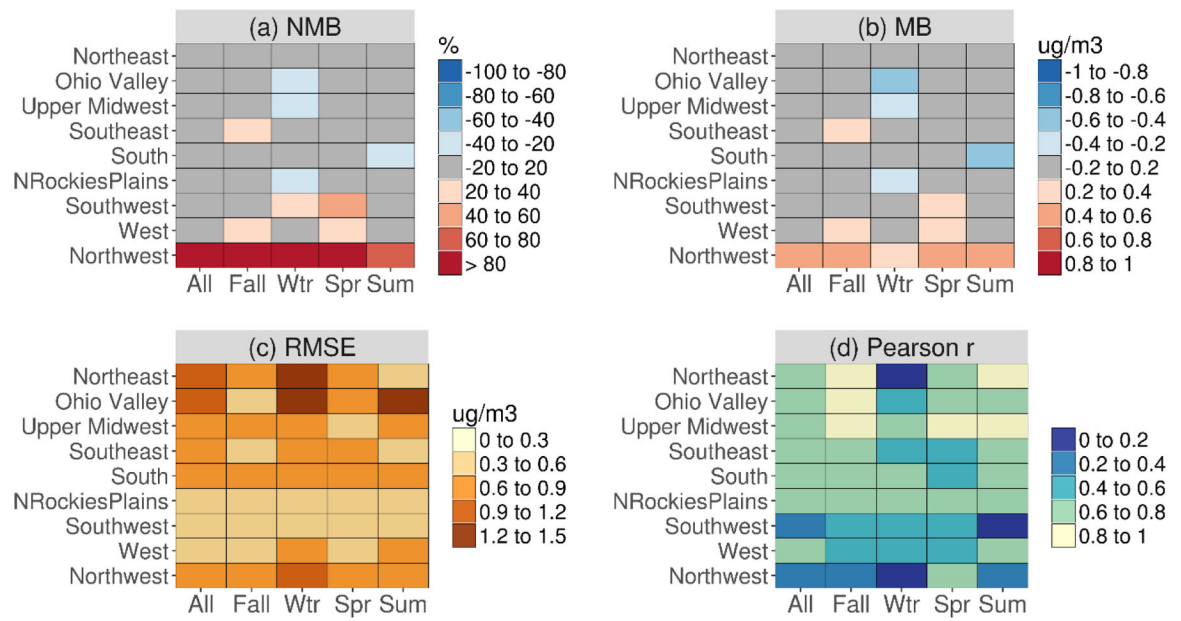 (a) NMB
Northeast
Ohio Valley
Upper Midwest
Southeast
South
NRockiesPlains
Southwest
West
Northwest
All Fall Wtr Spr Sum
%
-100 to -80
-80 to -60
-60 to -40
-40 to -20
-20 to 20
20 to 40
40 to 60
60 to 80
> 80
(b) MB
Northeast
Ohio Valley
Upper Midwest
Southeast
South
NRockiesPlains
Southwest
West
Northwest
All Fall Wtr Spr Sum
ug/m3
-1 to -0.8
-0.8 to -0.6
-0.6 to -0.4
-0.4 to -0.2
-0.2 to 0.2
0.2 to 0.4
0.4 to 0.6
0.6 to 0.8
0.8 to 1
(c) RMSE
Northeast
Ohio Valley
Upper Midwest
Southeast
South
NRockiesPlains
Southwest
West
Northwest
All Fall Wtr Spr Sum
ug/m3
0 to 0.3
0.3 to 0.6
0.6 to 0.9
0.9 to 1.2
1.2 to 1.5
(d) Pearson r
Northeast
Ohio Valley
Upper Midwest
Southeast
South
NRockiesPlains
Southwest
West
Northwest
All Fall Wtr Spr Sum
0 to 0.2
0.2 to 0.4
0.4 to 0.6
0.6 to 0.8
0.8 to 1